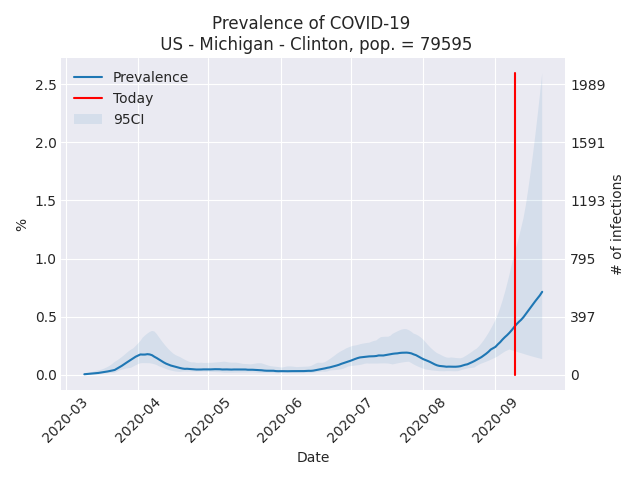 Prevalence of COVID-19
US - Michigan - Clinton, pop. = 79595
Prevalence
Today
95CI
2.5
2.0
1.5
1.0
0.5
0.0
%
1989
1591
1193
795
397
0
# of infections
2020-03
2020-04
2020-05
2020-06
2020-07
2020-08
2020-09
Date